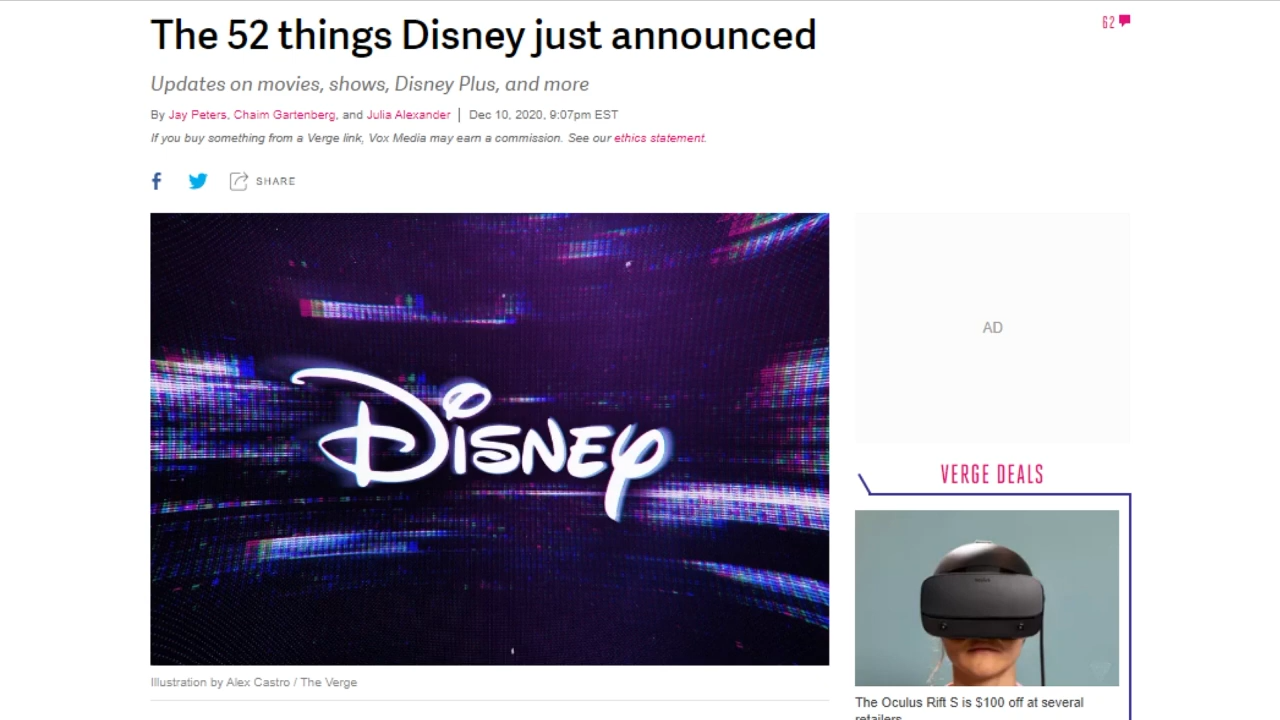 The 52 things Disney just announced
62
Updates on movies, shows, Disney Plus, and more
By Jay Peters, Chaim Gartenberg, and Julia Alexander | Dec 10, 2020, 9:07pm EST
If you buy something from a Verge link, Vox Media may earn a commission. See our ethics statement.
SHARE
Disney
Illustration by Alex Castro / The Verge
AD
VERGE DEALS
The Oculus Rift S is $100 off at several
retailers